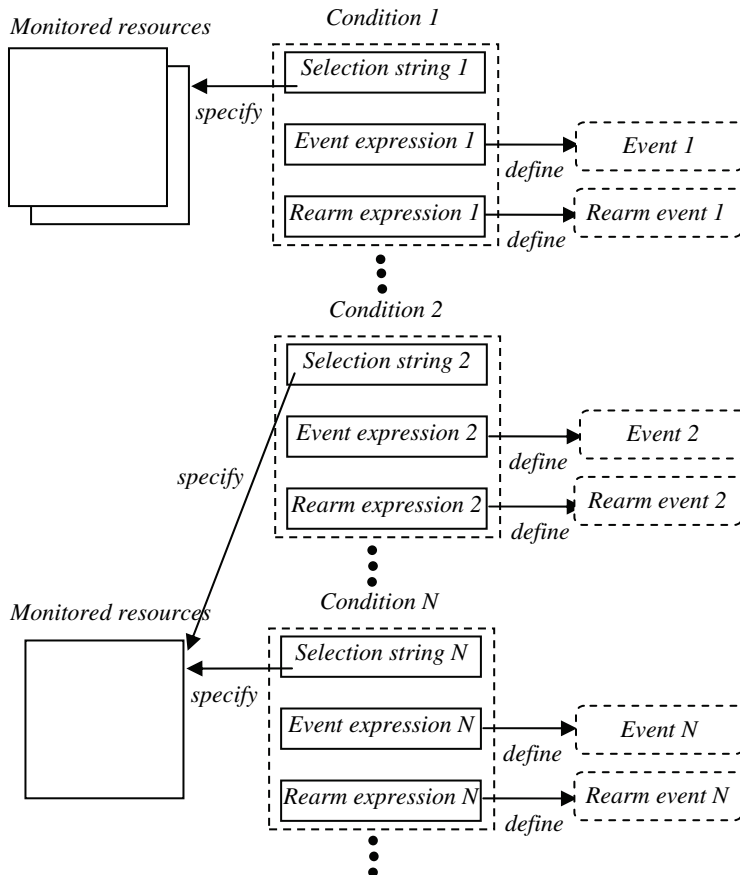 Condition 1
Monitored resources
Selection string 1
specify
Event expression 1
Event 1
define
Rearm expression 1
Rearm event 1
define
Condition 2
Selection string 2
Event expression 2
Event 2
define
specify
Rearm expression 2
Rearm event 2
define
Condition N
Monitored resources
Selection string N
specify
Event expression N
Event N
define
Rearm expression N
Rearm event N
define